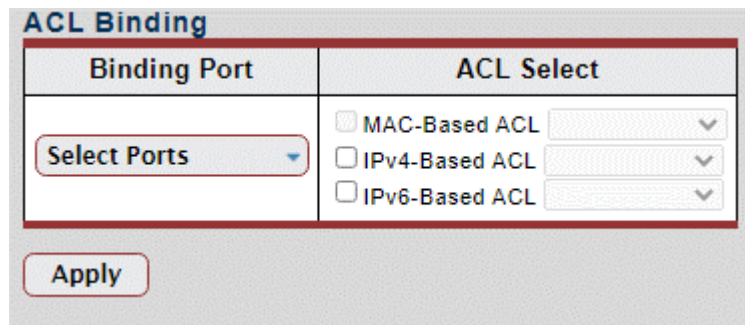 ACL Binding
Binding Port
ACL Select
Select Ports
MAC-Based ACL
IPv4-Based ACL
IPv6-Based ACL
Apply